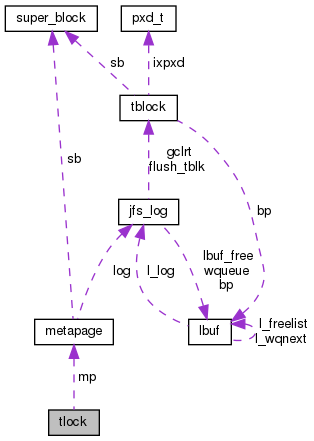 super_block
pxd_t
sb
ixpxd
tblock
gclrt
flush_tblk
sb
bp
jfs_log
log
l_log
lbuf_free
wqueue
bp
metapage
lbuf
l_freelist
l_wqnext
mp
tlock